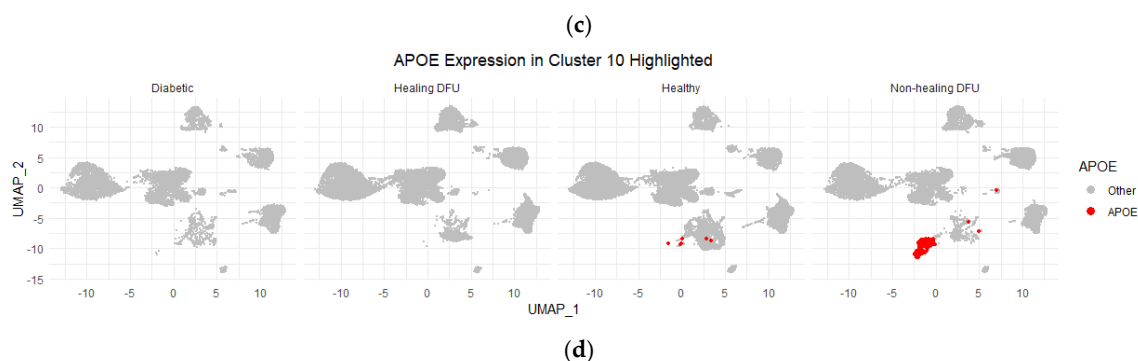 (c)
APOE Expression in Cluster 10 Highlighted
Diabetic Healing DFU Healthy Non-healing DFU
10
5
0
-5
-10
-15
UMAP_2
-10 -5 0 5 10 -10 -5 0 5 10 -10 -5 0 5 10 -10 -5 0 5 10
UMAP_1
APOE
Other
APOE
(d)